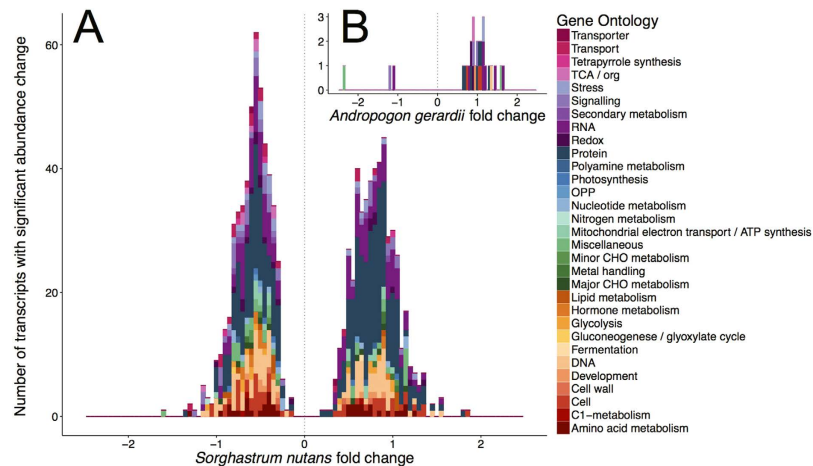 A
B
Number of transcripts with significant abundance change
60
40
20
0
-2
-1
0
1
2
Sorghastrum nutans fold change
3
2
1
0
-2
-1
0
1
2
Andropogon gerardii fold change
Gene Ontology
Transporter
Transport
Tetrapyrrole synthesis
TCA / org
Stress
Signalling
Secondary metabolism
RNA
Redox
Protein
Polyamine metabolism
Photosynthesis
OPP
Nucleotide metabolism
Nitrogen metabolism
Mitochondrial electron transport / ATP synthesis
Miscellaneous
Minor CHO metabolism
Metal handling
Major CHO metabolism
Lipid metabolism
Hormone metabolism
Glycolysis
Gluconeogenese / glyoxylate cycle
Fermentation
DNA
Development
Cell wall
Cell
C1-metabolism
Amino acid metabolism